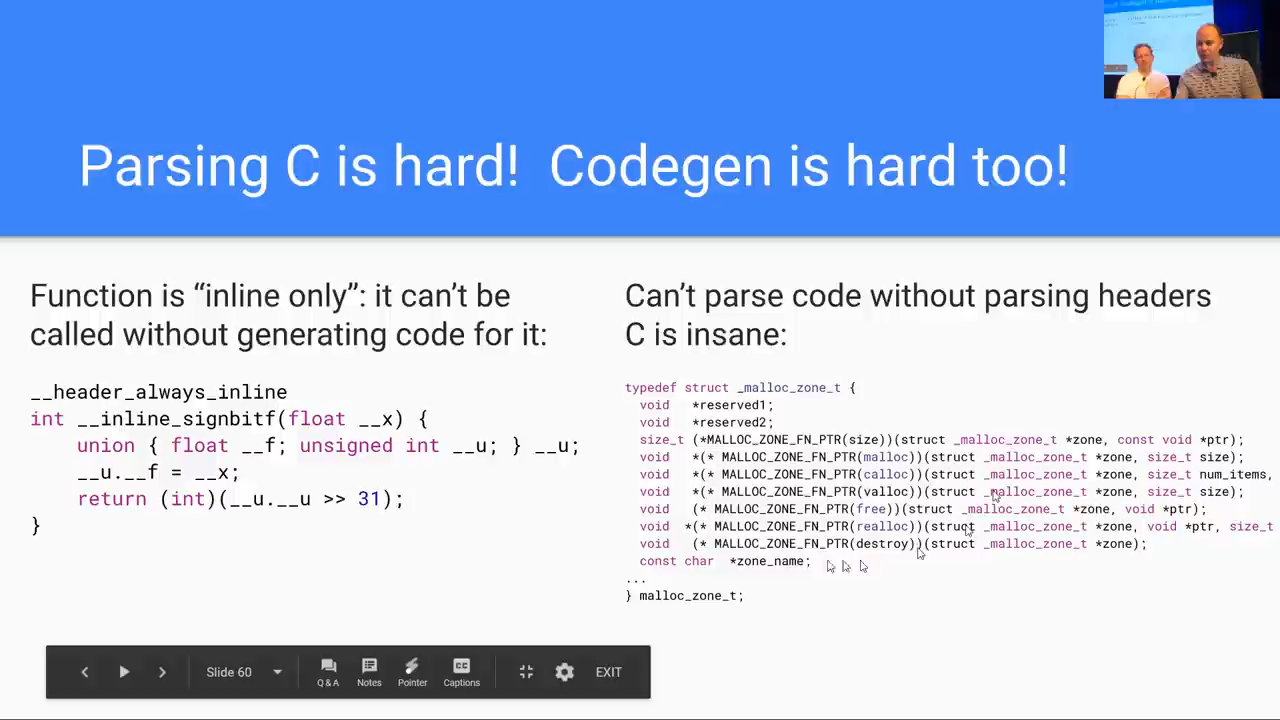 Parsing C is hard!  Codegen is hard too!
Function is “inline only”: it can’t be
called without generating code for it:
__header_always_inline
int __inline_signbitf(float __x) {
    union { float __f; unsigned int __u; } __u;
    __u.__f = __x;
    return (int)(__u.__u >> 31);
}
Can’t parse code without parsing headers
C is insane:
typedef struct _malloc_zone_t {
  void   *reserved1;
  void   *reserved2;
  size_t (*MALLOC_ZONE_FN_PTR(size))(struct _malloc_zone_t *zone, const void *ptr);
  void   *(* MALLOC_ZONE_FN_PTR(malloc))(struct _malloc_zone_t *zone, size_t size);
  void   *(* MALLOC_ZONE_FN_PTR(calloc))(struct _malloc_zone_t *zone, size_t num_items,
  void   *(* MALLOC_ZONE_FN_PTR(valloc))(struct _malloc_zone_t *zone, size_t size);
  void   (* MALLOC_ZONE_FN_PTR(free))(struct _malloc_zone_t *zone, void *ptr);
  void  *(* MALLOC_ZONE_FN_PTR(realloc))(struct _malloc_zone_t *zone, void *ptr, size_t
  void   (* MALLOC_ZONE_FN_PTR(destroy))(struct _malloc_zone_t *zone);
  const char  *zone_name;
...
} malloc_zone_t;
Slide 60
Q & A
Notes
Pointer
Captions
EXIT